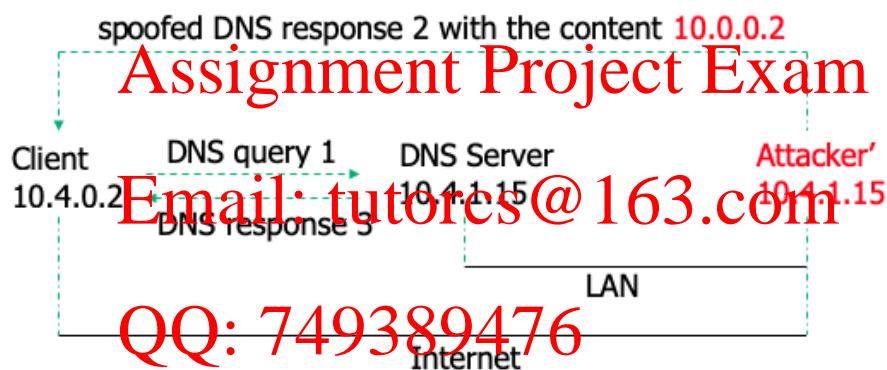 spoofed DNS response 2 with the content 10.0.0.2
Assignment Project Exam
Client
10.4.0.2
DNS query 1
DNS Server
10.4.1.15
Attacker'
10.4.1.15
Email: tutorcs@163.com
DNS response 3
LAN
QQ: 749389476
Internet